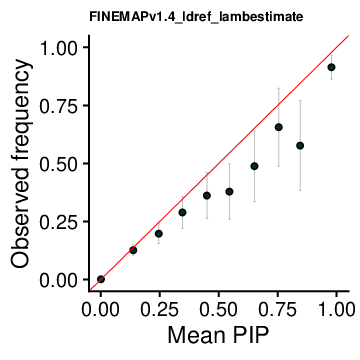 FINEMAPv1.4_ldref_lambestimate
1.00
0.75
0.50
0.25
0.00
Observed frequency
0.00 0.25 0.50 0.75 1.00
Mean PIP